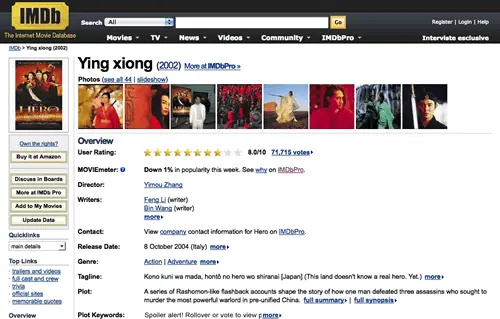 IMDb
The Internet Movie Database
Search All Go
Register | Login | Help
Movies TV News Videos Community IMDbPro Interviste esclusive
IMDb > Ying xiong (2002)
Ying xiong (2002) More at IMDbPro »
Photos (see all 44 | slideshow)
HERO
Own the rights?
Buy it at Amazon
Discuss in Boards
More at IMDb Pro
Add to My Movies
Update Data
Quicklinks
main details
Top Links
trailers and videos
full cast and crew
trivia
official sites
memorable quotes
Overview
Overview
User Rating: 8.0/10 71,715 votes
MOVIEmeter: Down 1% in popularity this week. See why on IMDbPro.
Director: Yimou Zhang
Writers: Feng Li (writer)
Bin Wang (writer)
more
Contact: View company contact information for Hero on IMDbPro.
Release Date: 8 October 2004 (Italy) more
Genre: Action | Adventure more
Tagline: Kono kuni wa mada, hontô no hero wo shiranai [Japan] (This land doesn't know a real hero. Yet.) more
Plot: A series of Rashomon-like flashback accounts shape the story of how one man defeated three assassins who sought to
murder the most powerful warlord in pre-unified China. full summary | full synopsis
Plot Keywords: Spoiler alert! Rollover or vote to view more